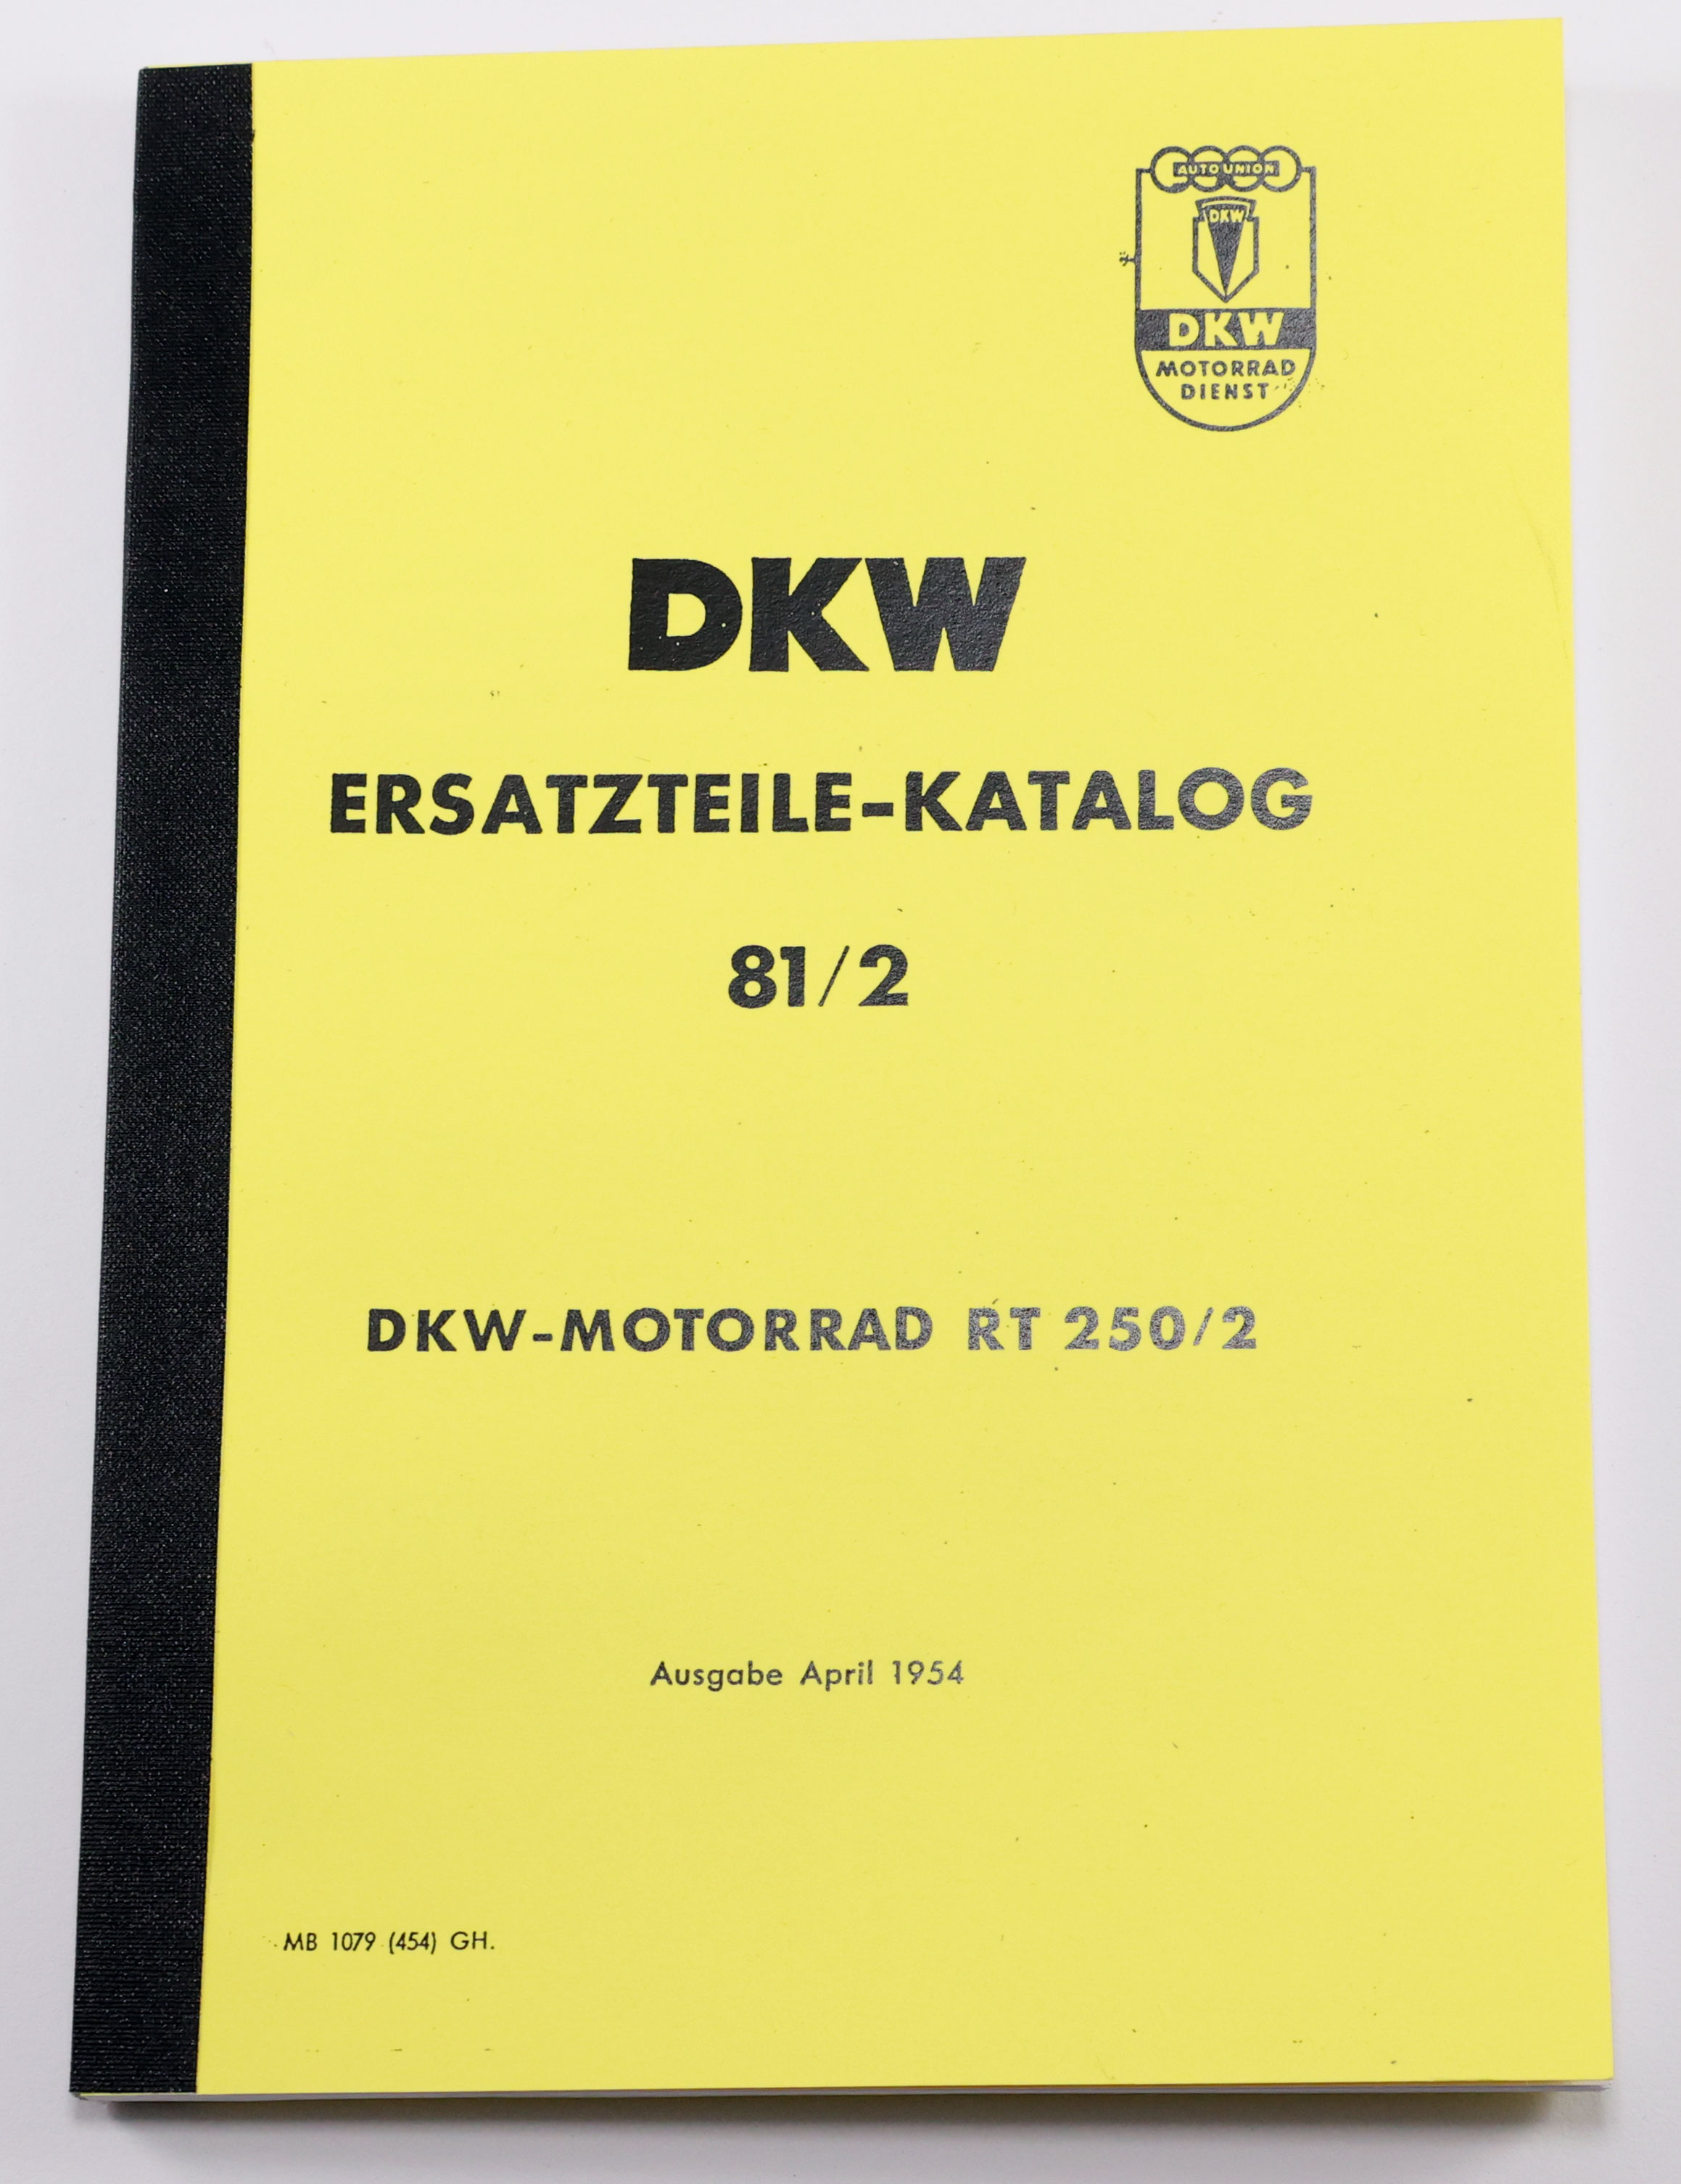 AUTO UNION
DKW
DKW
MOTORRAD
DIENST
DKW
ERSATZTEILE-KATALOG
81/2
DKW-MOTORRAD RT 250/2
Ausgabe April 1954
MB 1079 (454) GH.